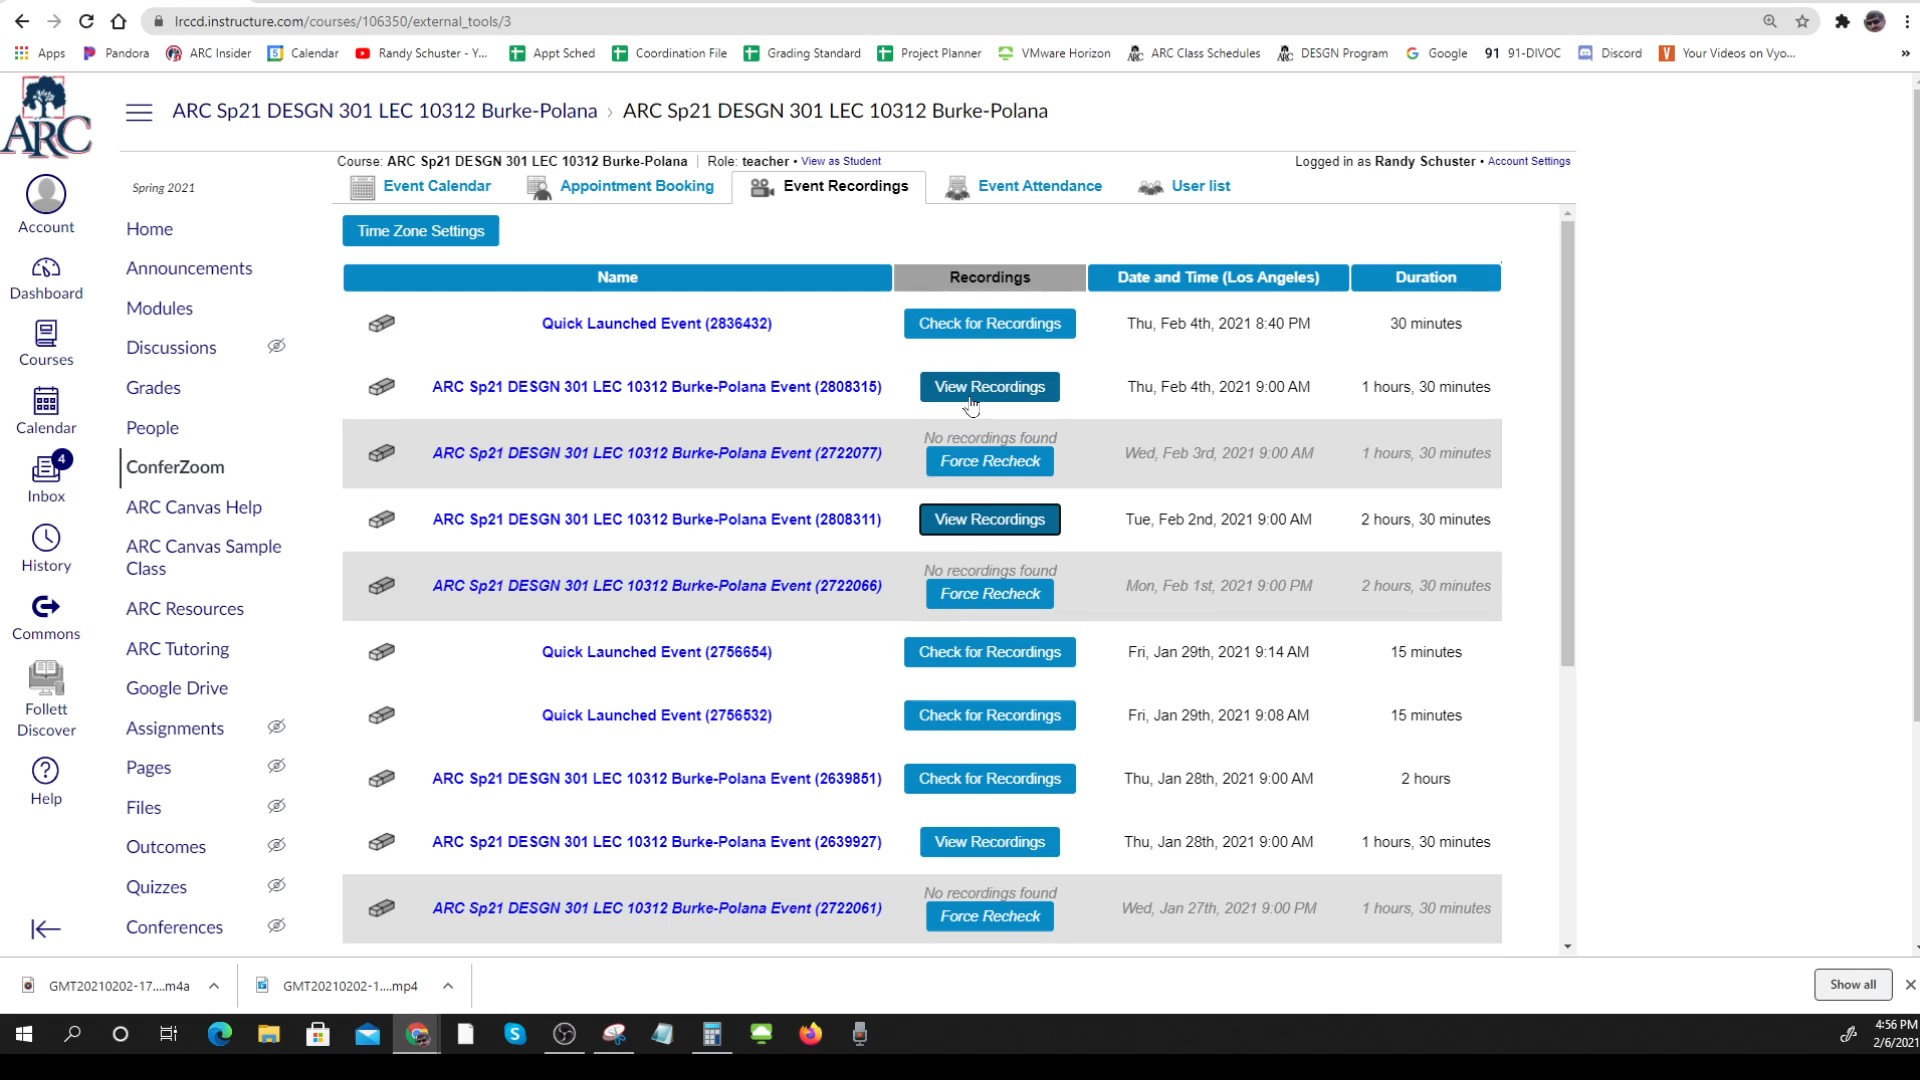 lrccd.instructure.com/courses/106350/external_tools/3
Apps Pandora ARC Insider 5 Calendar Randy Schuster - Y... Appt Sched Coordination File Grading Standard Project Planner VMware Horizon ARC Class Schedules DESGN Program Google 91 91-DIVOC Discord Your Videos on Vyo... »
ARC
ARC Sp21 DESGN 301 LEC 10312 Burke-Polana › ARC Sp21 DESGN 301 LEC 10312 Burke-Polana
Course: ARC Sp21 DESGN 301 LEC 10312 Burke-Polana | Role: teacher • View as Student
Logged in as Randy Schuster • Account Settings
Event Calendar Appointment Booking Event Recordings Event Attendance User list
Account
Dashboard
Courses
Calendar
4
Inbox
History
Commons
Follett
Discover
Help
Spring 2021
Home
Announcements
Modules
Discussions
Grades
People
ConferZoom
ARC Canvas Help
ARC Canvas Sample
Class
ARC Resources
ARC Tutoring
Google Drive
Assignments
Pages
Files
Outcomes
Quizzes
Conferences
Time Zone Settings
Name Recordings Date and Time (Los Angeles) Duration
Quick Launched Event (2836432) Check for Recordings Thu, Feb 4th, 2021 8:40 PM 30 minutes
ARC Sp21 DESGN 301 LEC 10312 Burke-Polana Event (2808315) View Recordings Thu, Feb 4th, 2021 9:00 AM 1 hours, 30 minutes
No recordings found
ARC Sp21 DESGN 301 LEC 10312 Burke-Polana Event (2722077) Force Recheck Wed, Feb 3rd, 2021 9:00 AM 1 hours, 30 minutes
ARC Sp21 DESGN 301 LEC 10312 Burke-Polana Event (2808311) View Recordings Tue, Feb 2nd, 2021 9:00 AM 2 hours, 30 minutes
No recordings found
ARC Sp21 DESGN 301 LEC 10312 Burke-Polana Event (2722066) Force Recheck Mon, Feb 1st, 2021 9:00 PM 2 hours, 30 minutes
Quick Launched Event (2756654) Check for Recordings Fri, Jan 29th, 2021 9:14 AM 15 minutes
Quick Launched Event (2756532) Check for Recordings Fri, Jan 29th, 2021 9:08 AM 15 minutes
ARC Sp21 DESGN 301 LEC 10312 Burke-Polana Event (2639851) Check for Recordings Thu, Jan 28th, 2021 9:00 AM 2 hours
ARC Sp21 DESGN 301 LEC 10312 Burke-Polana Event (2639927) View Recordings Thu, Jan 28th, 2021 9:00 AM 1 hours, 30 minutes
No recordings found
ARC Sp21 DESGN 301 LEC 10312 Burke-Polana Event (2722061) Force Recheck Wed, Jan 27th, 2021 9:00 PM 1 hours, 30 minutes
GMT20210202-17....m4a GMT20210202-1....mp4 Show all
4:56 PM
2/6/2021